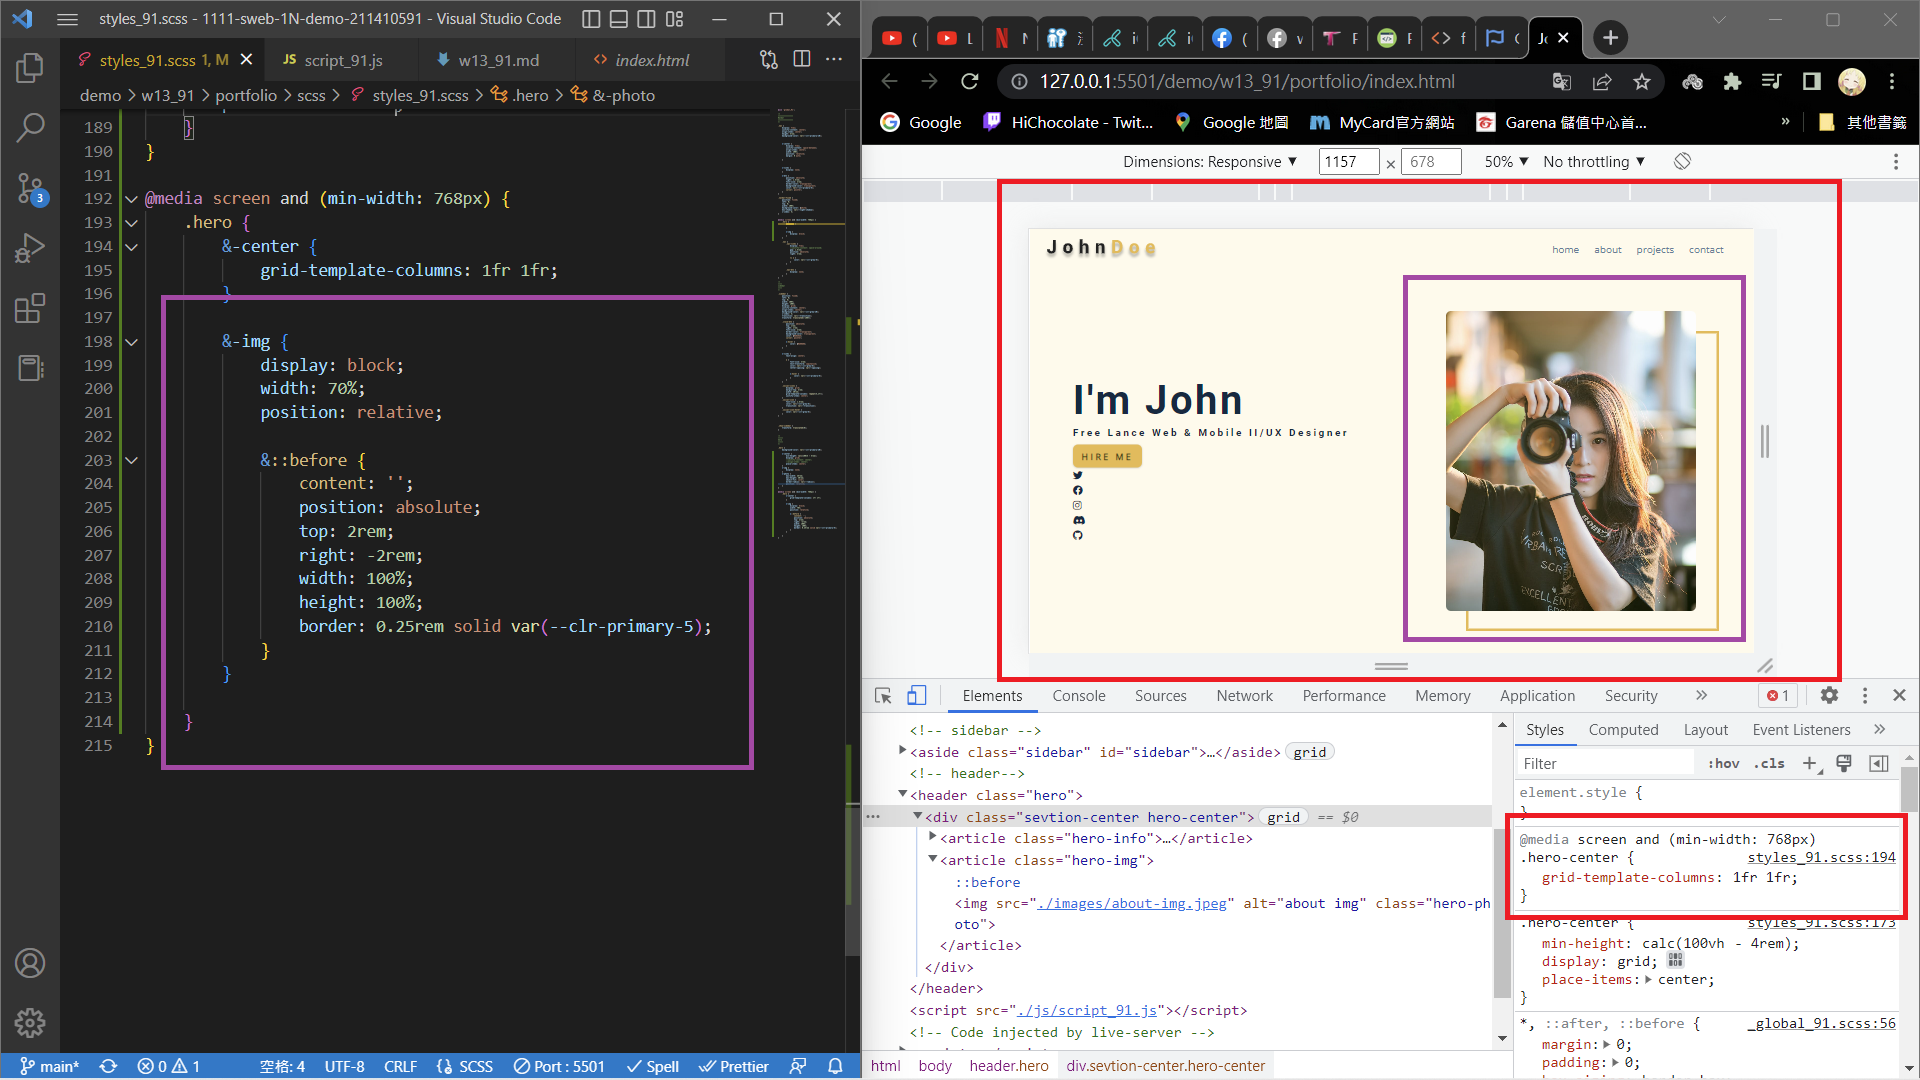 styles_91.scss - 1111-sweb-1N-demo-211410591 - Visual Studio Code
styles_91.scss 1, M
JS script_91.js
w13_91.md
index.html
demo > w13_91 > portfolio > scss > styles_91.scss > .hero > &-photo
189 }
190 }
191
192 @media screen and (min-width: 768px) {
193 .hero {
194 &-center {
195 grid-template-columns: 1fr 1fr;
196 }
197
198 &-img {
199 display: block;
200 width: 70%;
201 position: relative;
202
203 &::before {
204 content: '';
205 position: absolute;
206 top: 2rem;
207 right: -2rem;
208 width: 100%;
209 height: 100%;
210 border: 0.25rem solid var(--clr-primary-5);
211 }
212 }
213
214 }
215 }
3
main* 0 1 空格: 4 UTF-8 CRLF {} SCSS Port : 5501 Spell Prettier
127.0.0.1:5501/demo/w13_91/portfolio/index.html
Google
HiChocolate - Twit...
Google 地圖
MyCard官方網站
Garena 儲值中心首...
»
其他書籤
Dimensions: Responsive ▼ 1157 × 678 50% ▼ No throttling ▼
JohnDoe
home about projects contact
I'm John
Free Lance Web & Mobile II/UX Designer
HIRE ME
Elements Console Sources Network Performance Memory Application Security » 1
<!-- sidebar -->
<aside class="sidebar" id="sidebar">…</aside> grid
<!-- header-->
<header class="hero">
<div class="sevtion-center hero-center"> grid == $0
<article class="hero-info">…</article>
<article class="hero-img">
::before
<img src="./images/about-img.jpeg" alt="about img" class="hero-ph
oto">
</article>
</div>
</header>
<script src="./js/script_91.js"></script>
<!-- Code injected by live-server -->
html body header.hero div.sevtion-center.hero-center
Styles Computed Layout Event Listeners »
Filter :hov .cls
element.style {
}
@media screen and (min-width: 768px)
.hero-center { styles_91.scss:194
grid-template-columns: 1fr 1fr;
}
.hero-center { styles_91.scss:173
min-height: calc(100vh - 4rem);
display: grid;
place-items: center;
}
*, ::after, ::before { _global_91.scss:56
margin: 0;
padding: 0;